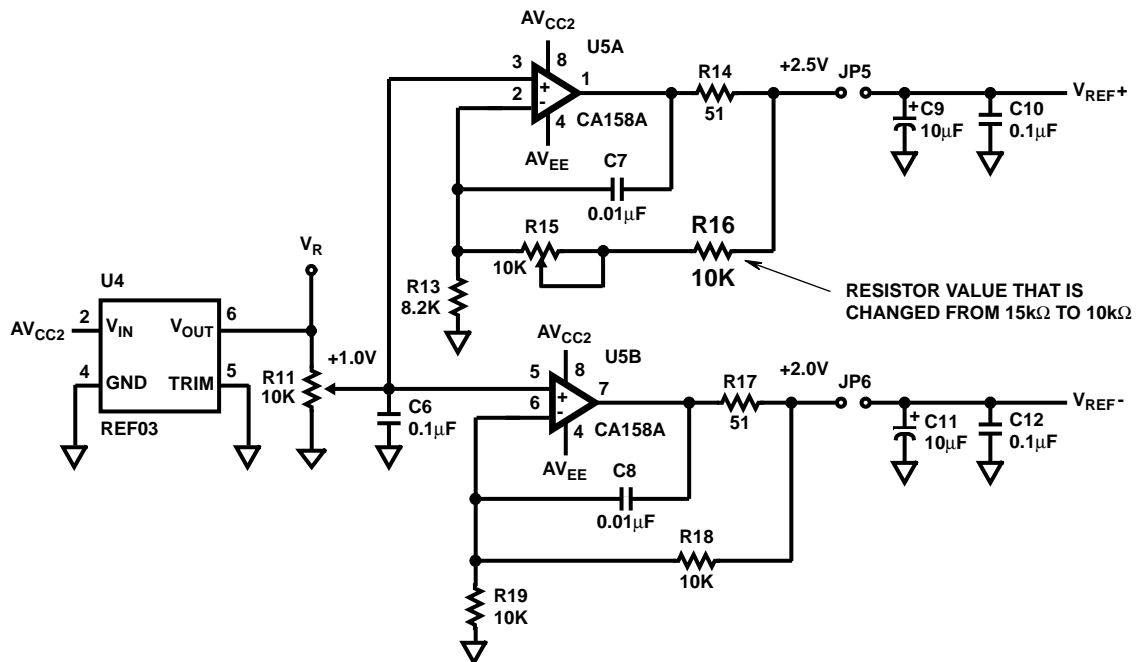 AVCC2
U5A
3
8
1
2
+
-
4
CA158A
AVEE
R14
51
+2.5V
JP5
+
C9
10μF
C10
0.1μF
VREF+
C7
0.01μF
R15
10K
R16
10K
R13
8.2K
RESISTOR VALUE THAT IS
CHANGED FROM 15kΩ TO 10kΩ
VR
U4
AVCC2
2
VIN
VOUT
6
4
GND
TRIM
5
REF03
R11
10K
+1.0V
C6
0.1μF
AVCC2
U5B
5
8
7
6
+
-
4
CA158A
AVEE
R17
51
+2.0V
JP6
+
C11
10μF
C12
0.1μF
VREF-
C8
0.01μF
R18
10K
R19
10K